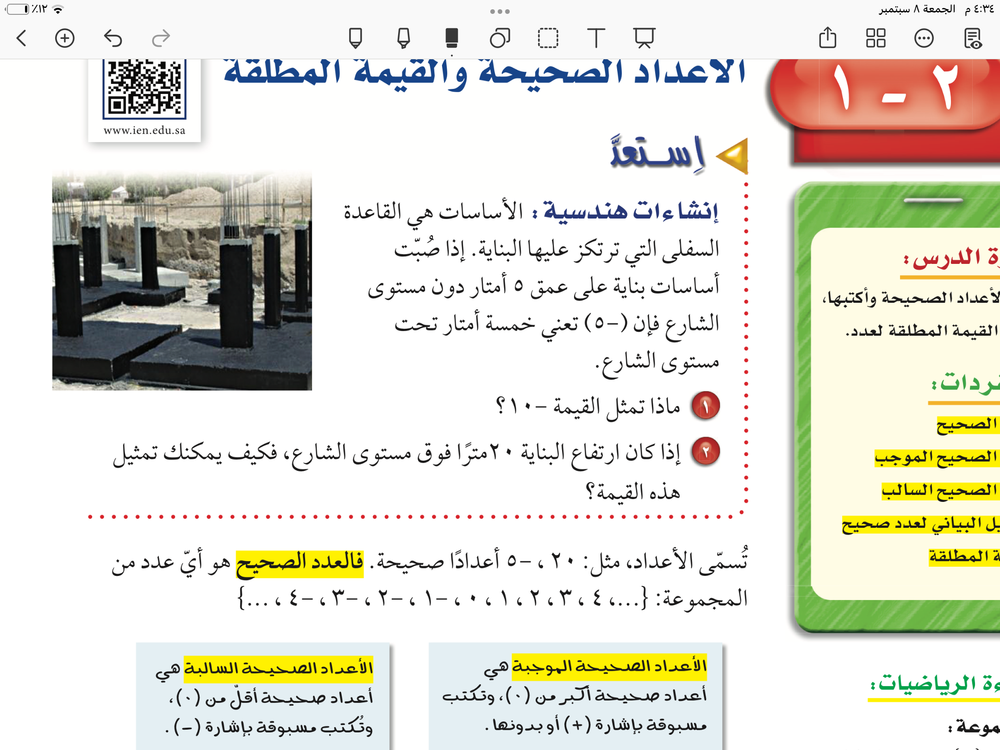 ٤:٣٤ م الجمعة ٨ سبتمبر
٪١٢
٢ - ١
الأعداد الصحيحة والقيمة المطلقة
www.ien.edu.sa
إستعدَّ
إنشاءات هندسية: الأساسات هي القاعدة
السفلى التي ترتكز عليها البناية. إذا صُبّت
أساسات بناية على عمق ٥ أمتار دون مستوى
الشارع فإن (-٥) تعني خمسة أمتار تحت
مستوى الشارع.
١ ماذا تمثل القيمة -١٠؟
٢ إذا كان ارتفاع البناية ٢٠مترًا فوق مستوى الشارع، فكيف يمكنك تمثيل
هذه القيمة؟
تُسمّى الأعداد، مثل: ٢٠ ، -٥ أعدادًا صحيحة. فالعدد الصحيح هو أيّ عدد من
المجموعة: {...، ٤ ، ٣ ، ٢ ، ١ ، ٠ ، -١ ، -٢ ، -٣ ، -٤ ، ...}
الأعداد الصحيحة الموجبة هي
أعداد صحيحة أكبر من (٠)، وتكتب
مسبوقة بإشارة (+) أو بدونها.
الأعداد الصحيحة السالبة هي
أعداد صحيحة أقلّ من (٠)،
وتُكتب مسبوقة بإشارة (-).
الدرس:
الأعداد الصحيحة وأكتبها،
القيمة المطلقة لعدد.
الصحيح
الصحيح الموجب
الصحيح السالب
البياني لعدد صحيح
المطلقة
الرياضيات: